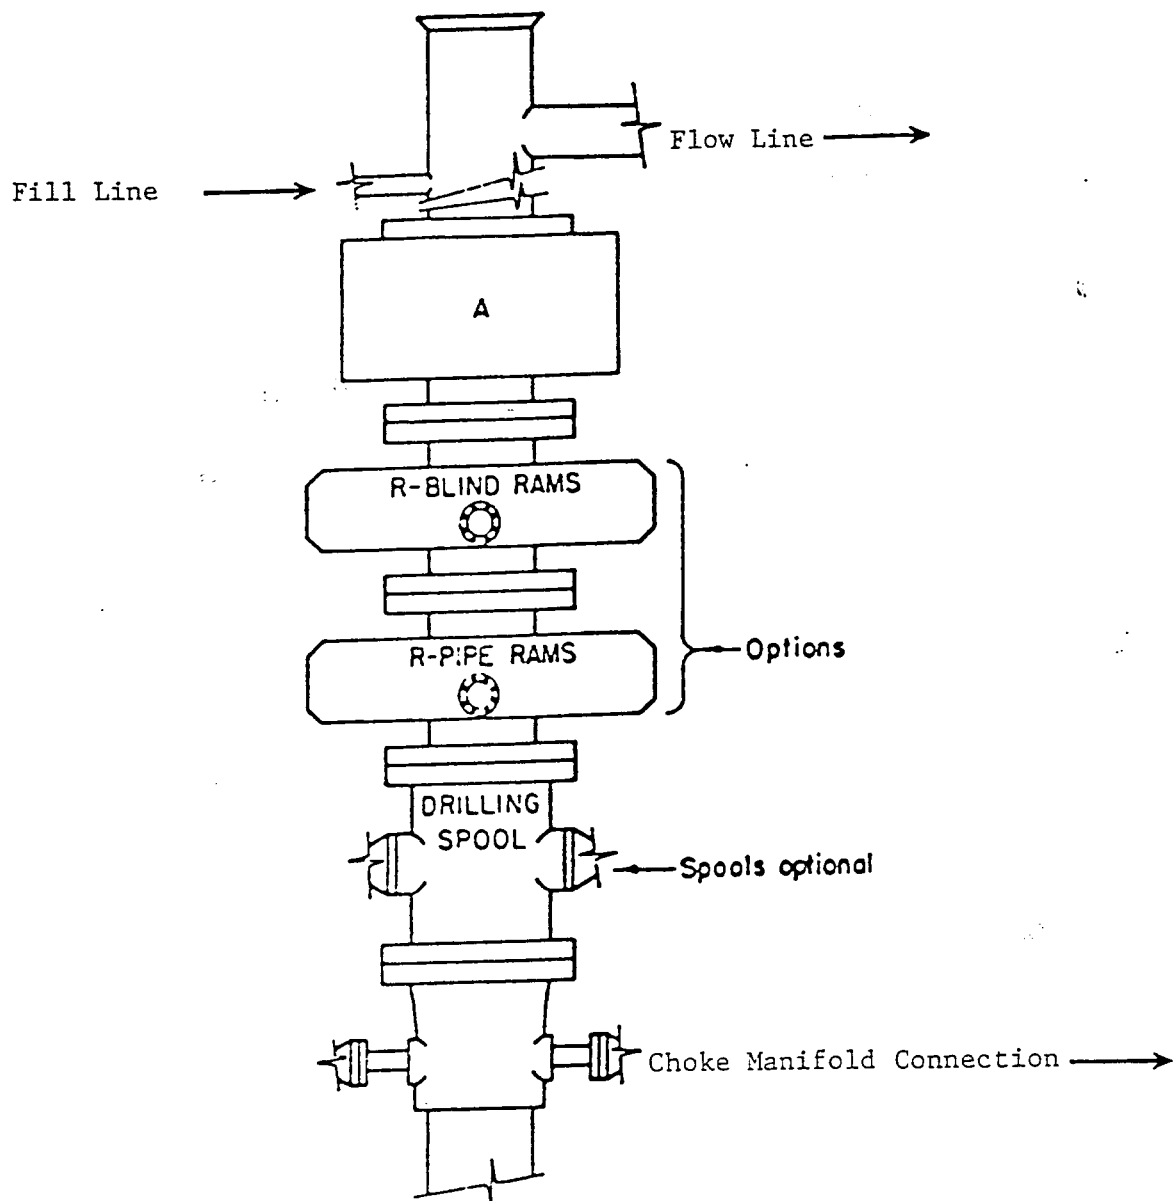 Flow Line
Fill Line
A
R-BLIND RAMS
R-PIPE RAMS
Options
DRILLING
SPOOL
Spools optional
Choke Manifold Connection